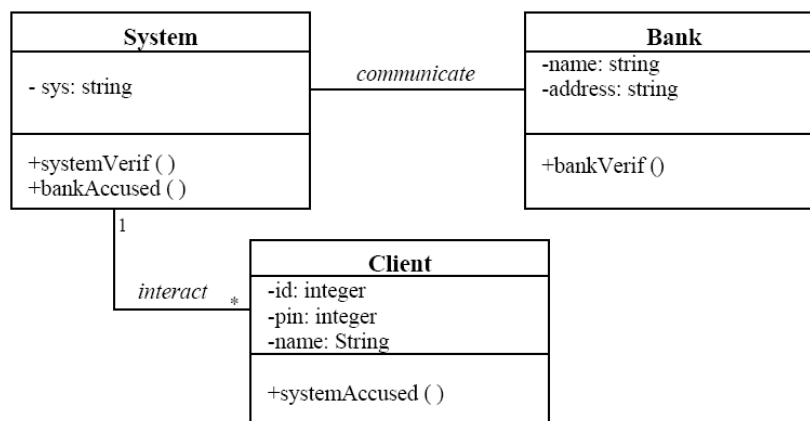 System
- sys: string
+systemVerif ( )
+bankAccused ( )
communicate
Bank
-name: string
-address: string
+bankVerif ()
1
interact
*
Client
-id: integer
-pin: integer
-name: String
+systemAccused ( )